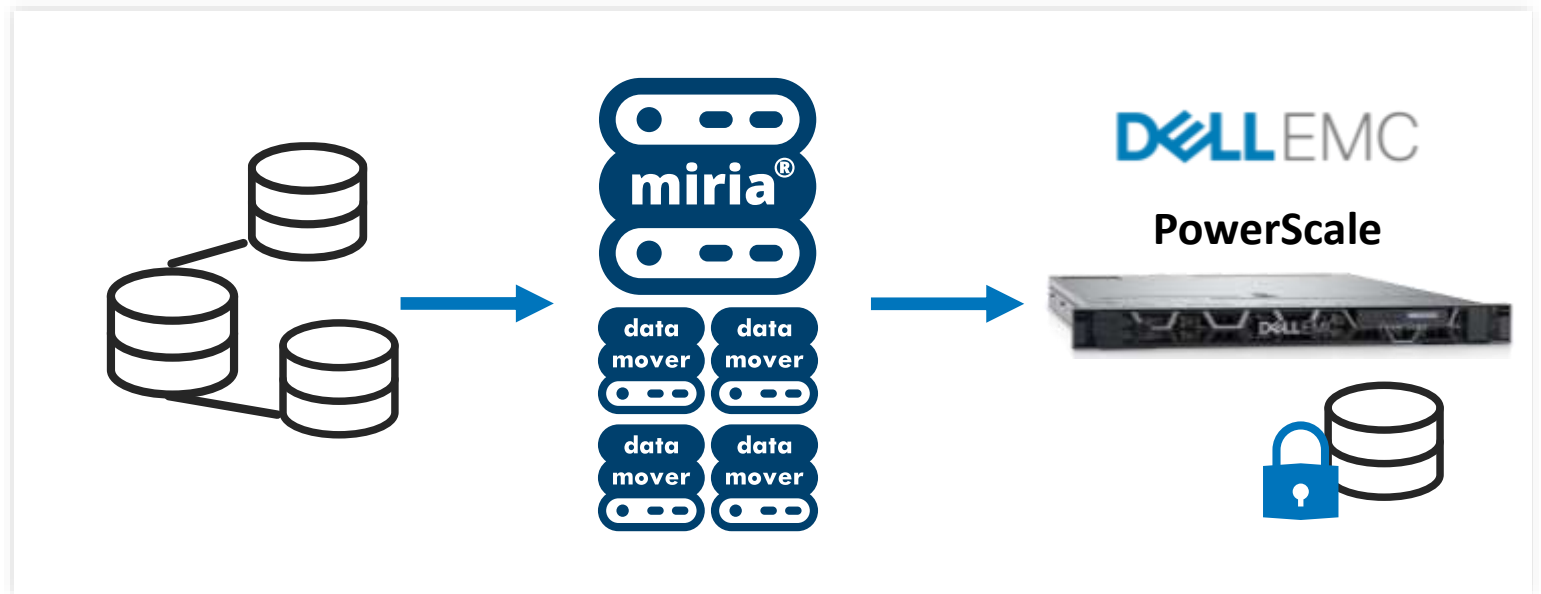 miria®
data
mover
data
mover
data
mover
data
mover
DELLEMC
PowerScale
DELLEMC